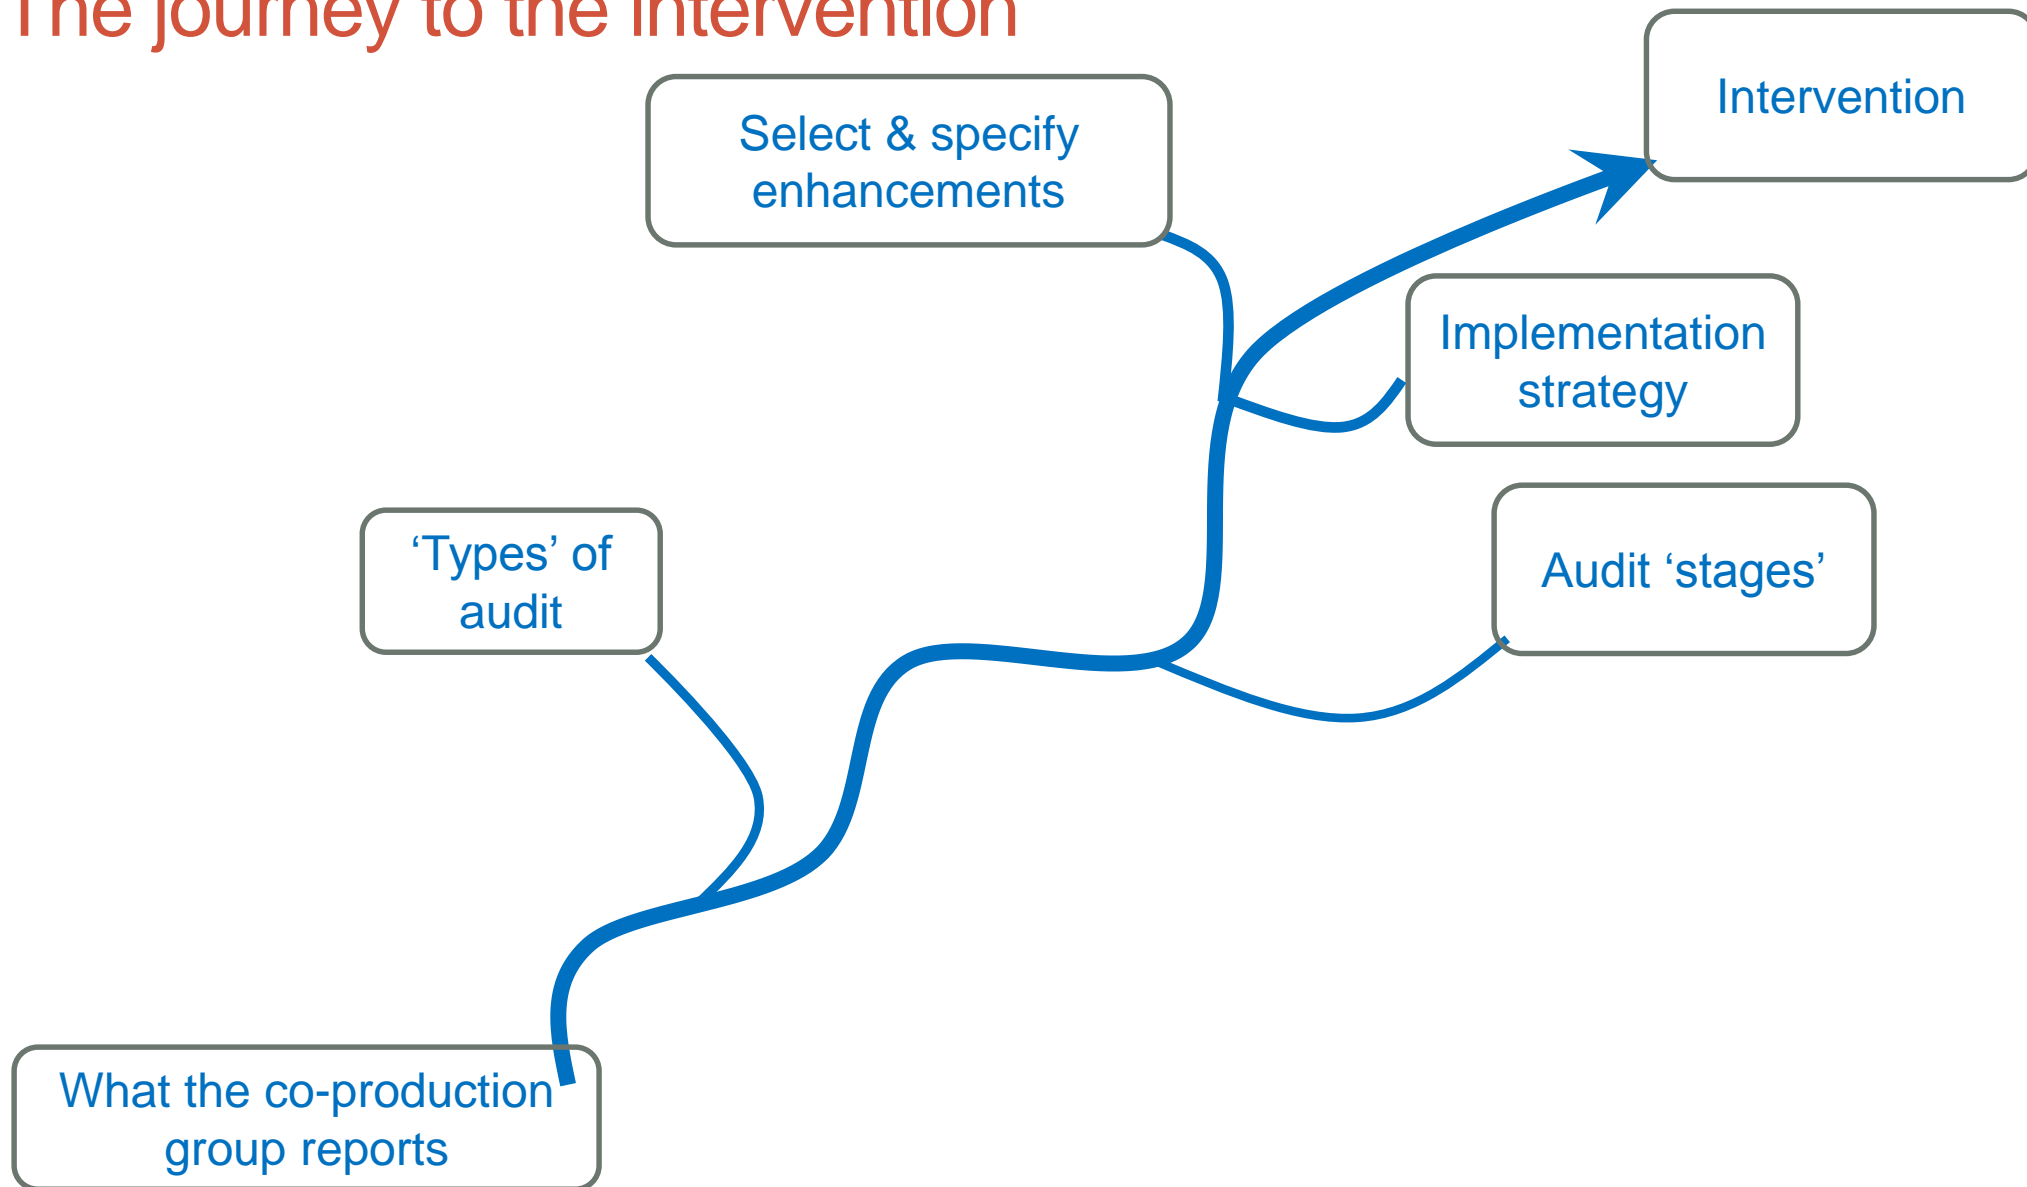 The journey to the intervention
Intervention
Select & specify
enhancements
Implementation
strategy
‘Types’ of
audit
Audit ‘stages’
What the co-production
group reports